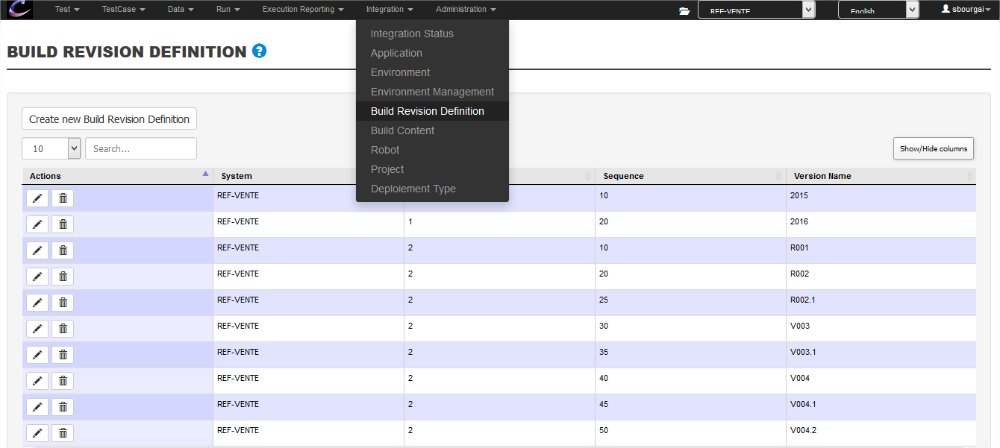 Test TestCase Data Run Execution Reporting Integration Administration REF-VENTE English sbourgai
Integration Status
Application
BUILD REVISION DEFINITION ?
Environment
Environment Management
Build Revision Definition
Create new Build Revision Definition
Build Content
10 Search... Robot Show/Hide columns
Project
Actions System Sequence Version Name
Deploiement Type
REF-VENTE 10 2015
REF-VENTE 1 20 2016
REF-VENTE 2 10 R001
REF-VENTE 2 20 R002
REF-VENTE 2 25 R002.1
REF-VENTE 2 30 V003
REF-VENTE 2 35 V003.1
REF-VENTE 2 40 V004
REF-VENTE 2 45 V004.1
REF-VENTE 2 50 V004.2